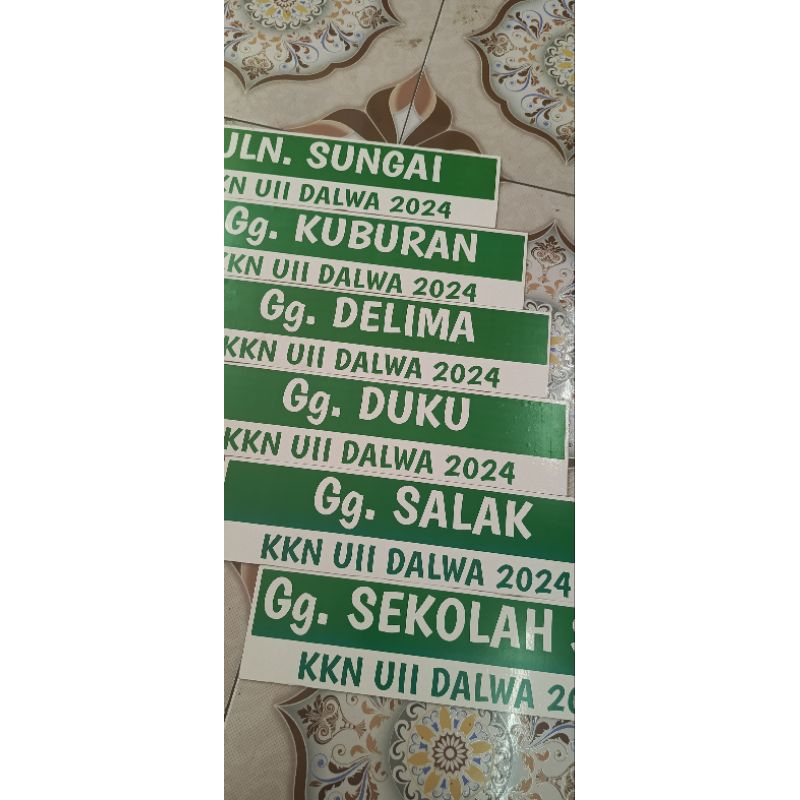 JLN. SUNGAI
KKN UII DALWA 2024
Gg. KUBURAN
KKN UII DALWA 2024
Gg. DELIMA
KKN UII DALWA 2024
Gg. DUKU
KKN UII DALWA 2024
Gg. SALAK
KKN UII DALWA 2024
Gg. SEKOLAH
KKN UII DALWA